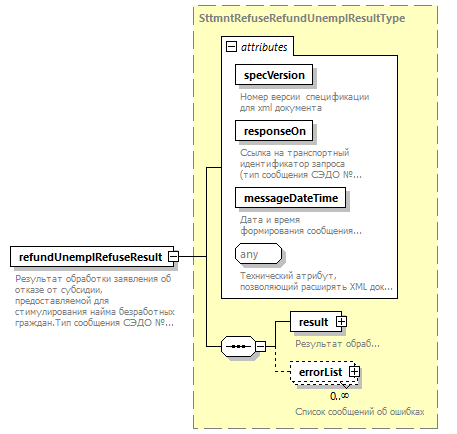 SttmntRefuseRefundUnemplResultType
attributes
specVersion
Номер версии спецификации
для xml документа
responseOn
Ссылка на транспортный
идентификатор запроса
(тип сообщения СЭДО №...
messageDateTime
Дата и время
формирования сообщения...
any
Технический атрибут,
позволяющий расширять XML док...
refundUnemplRefuseResult
Результат обработки заявления об
отказе от субсидии,
предоставляемой для
стимулирования найма безработных
граждан.Тип сообщения СЭДО №...
result
Результат обраб...
errorList
0..∞
Список сообщений об ошибках